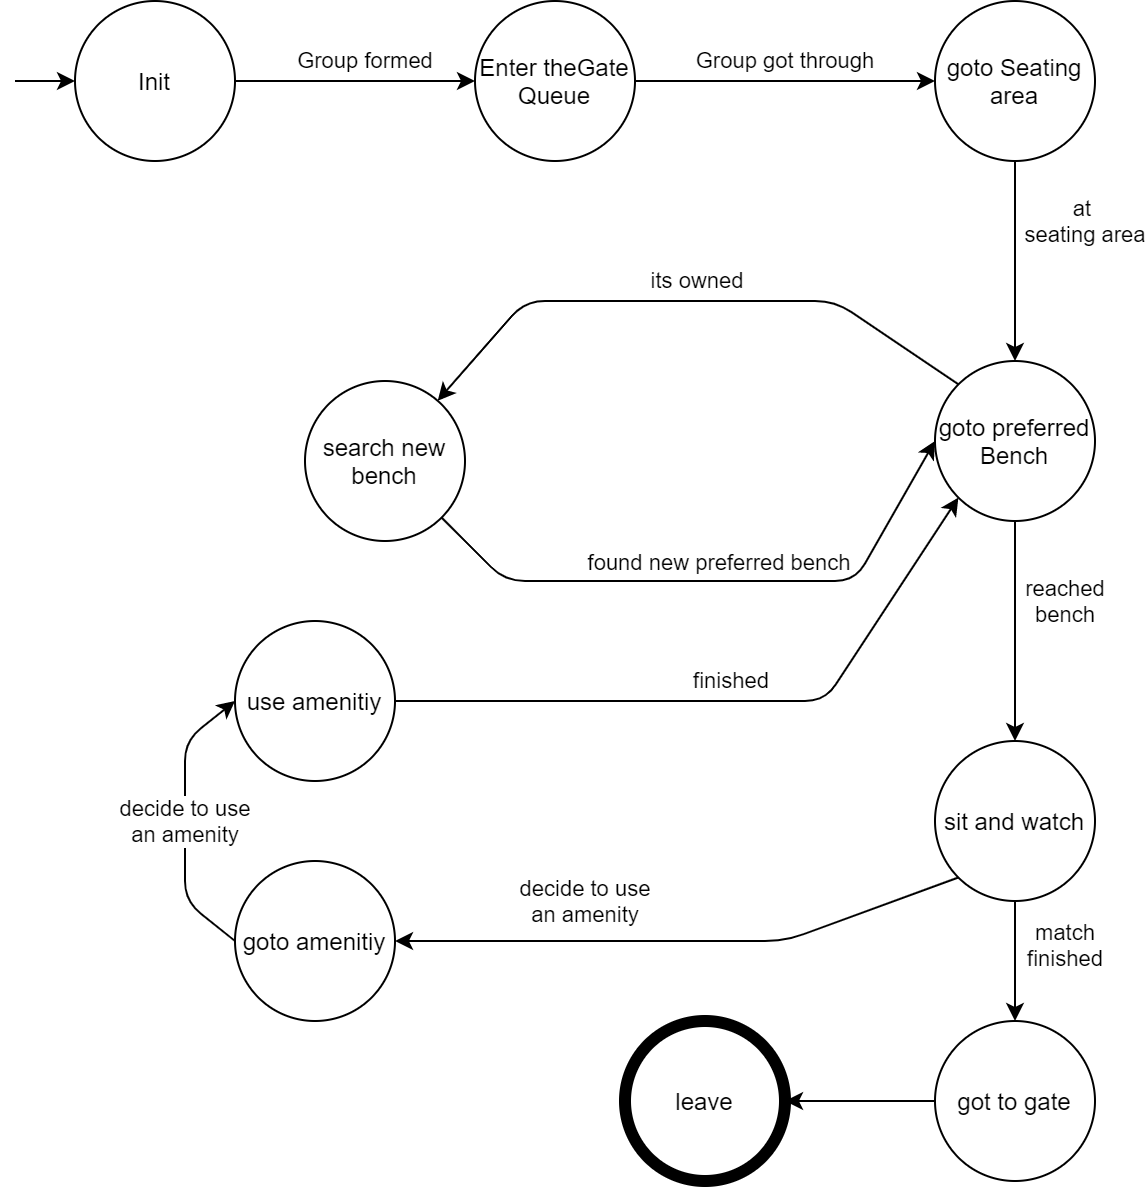 Init
Group formed
Enter theGate
Queue
Group got through
goto Seating
area
at
seating area
its owned
search new
bench
goto preferred
Bench
found new preferred bench
reached
bench
use amenitiy
finished
decide to use
an amenity
sit and watch
decide to use
an amenity
goto amenitiy
match
finished
leave
got to gate